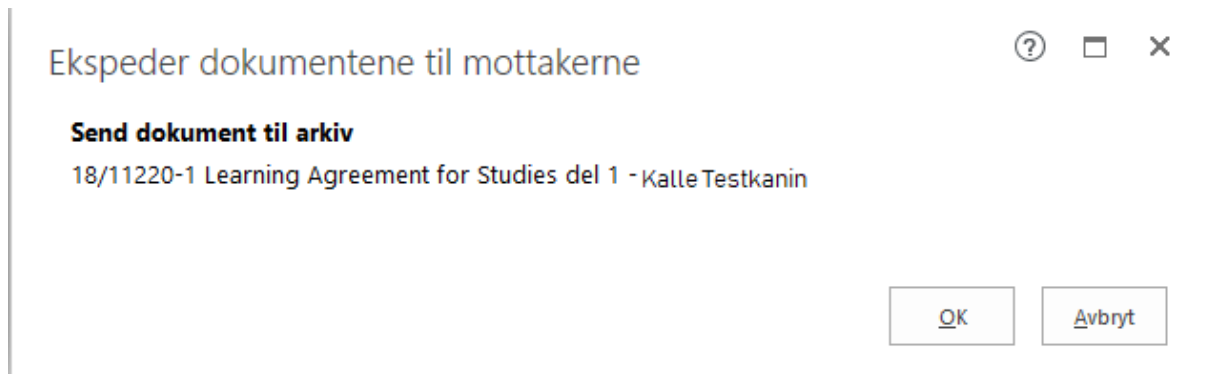 Ekspeder dokumentene til mottakerne
Send dokument til arkiv
18/11220-1 Learning Agreement for Studies del 1 - Kalle Testkanin
OK
Avbryt